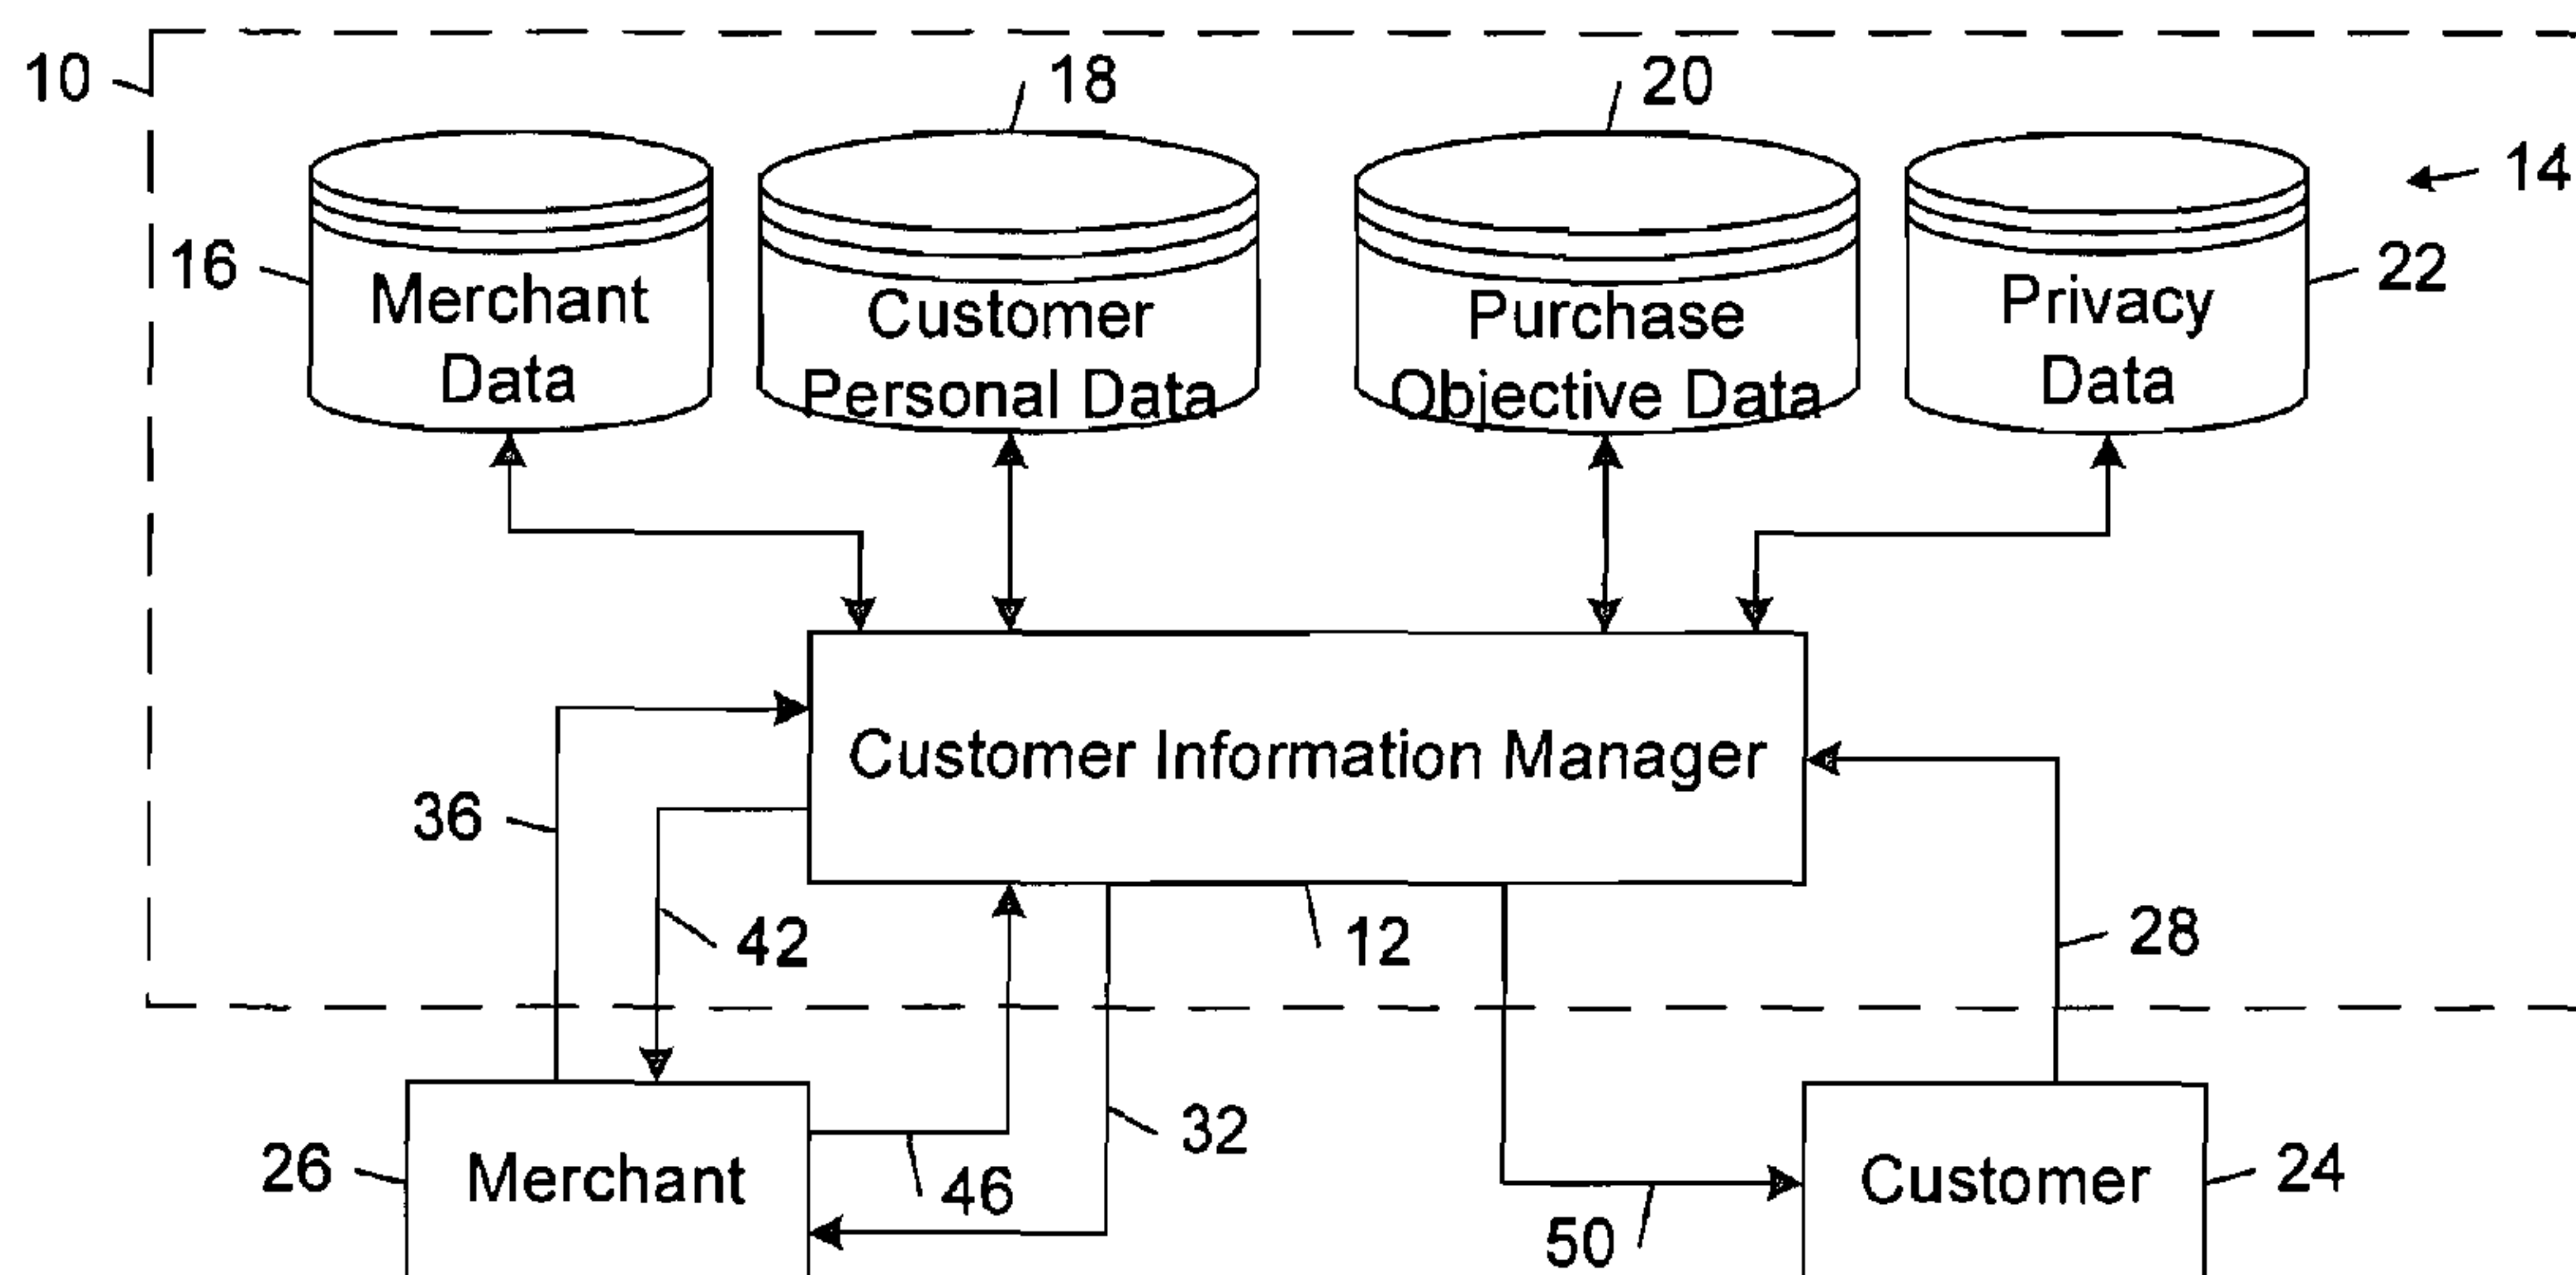 10
18
20
14
16
Merchant
Data
Customer
Personal Data
Purchase
Objective Data
Privacy
Data
22
Customer Information Manager
36
42
12
28
26
Merchant
46
32
50
Customer
24